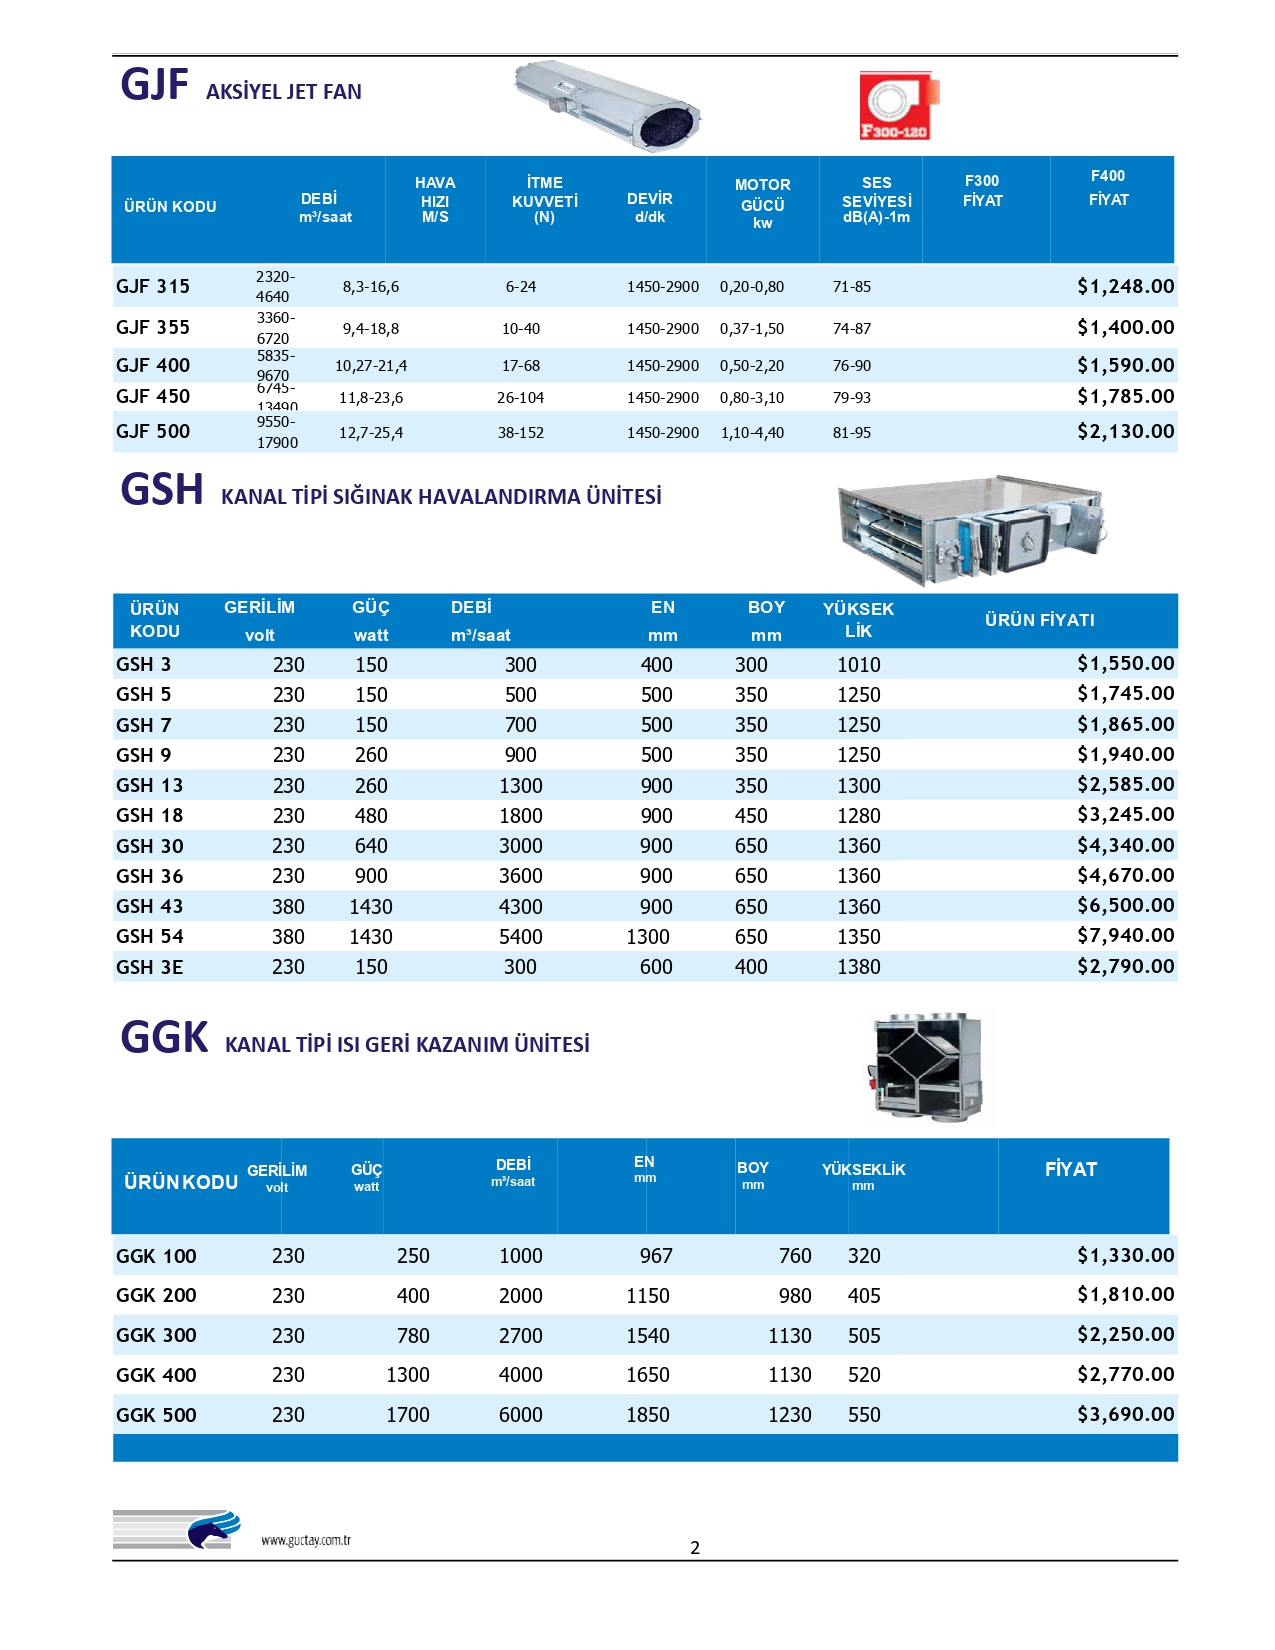 GJF AKSİYEL JET FAN
F300-120
ÜRÜN KODU DEBİ m³/saat HAVA HIZI M/S İTME KUVVETİ (N) DEVİR d/dk MOTOR GÜCÜ kw SES SEVİYESİ dB(A)-1m F300 FİYAT F400 FİYAT
GJF 315 2320-4640 8,3-16,6 6-24 1450-2900 0,20-0,80 71-85 $1,248.00
GJF 355 3360-6720 9,4-18,8 10-40 1450-2900 0,37-1,50 74-87 $1,400.00
GJF 400 5835-9670 10,27-21,4 17-68 1450-2900 0,50-2,20 76-90 $1,590.00
GJF 450 6745-13490 11,8-23,6 26-104 1450-2900 0,80-3,10 79-93 $1,785.00
GJF 500 9550-17900 12,7-25,4 38-152 1450-2900 1,10-4,40 81-95 $2,130.00
GSH KANAL TİPİ SIĞINAK HAVALANDIRMA ÜNİTESİ
ÜRÜN KODU GERİLİM volt GÜÇ watt DEBİ m³/saat EN mm BOY mm YÜKSEK LİK ÜRÜN FİYATI
GSH 3 230 150 300 400 300 1010 $1,550.00
GSH 5 230 150 500 500 350 1250 $1,745.00
GSH 7 230 150 700 500 350 1250 $1,865.00
GSH 9 230 260 900 500 350 1250 $1,940.00
GSH 13 230 260 1300 900 350 1300 $2,585.00
GSH 18 230 480 1800 900 450 1280 $3,245.00
GSH 30 230 640 3000 900 650 1360 $4,340.00
GSH 36 230 900 3600 900 650 1360 $4,670.00
GSH 43 380 1430 4300 900 650 1360 $6,500.00
GSH 54 380 1430 5400 1300 650 1350 $7,940.00
GSH 3E 230 150 300 600 400 1380 $2,790.00
GGK KANAL TİPİ ISI GERİ KAZANIM ÜNİTESİ
ÜRÜN KODU GERİLİM volt GÜÇ watt DEBİ m³/saat EN mm BOY mm YÜKSEKLİK mm FİYAT
GGK 100 230 250 1000 967 760 320 $1,330.00
GGK 200 230 400 2000 1150 980 405 $1,810.00
GGK 300 230 780 2700 1540 1130 505 $2,250.00
GGK 400 230 1300 4000 1650 1130 520 $2,770.00
GGK 500 230 1700 6000 1850 1230 550 $3,690.00
www.guctay.com.tr
2